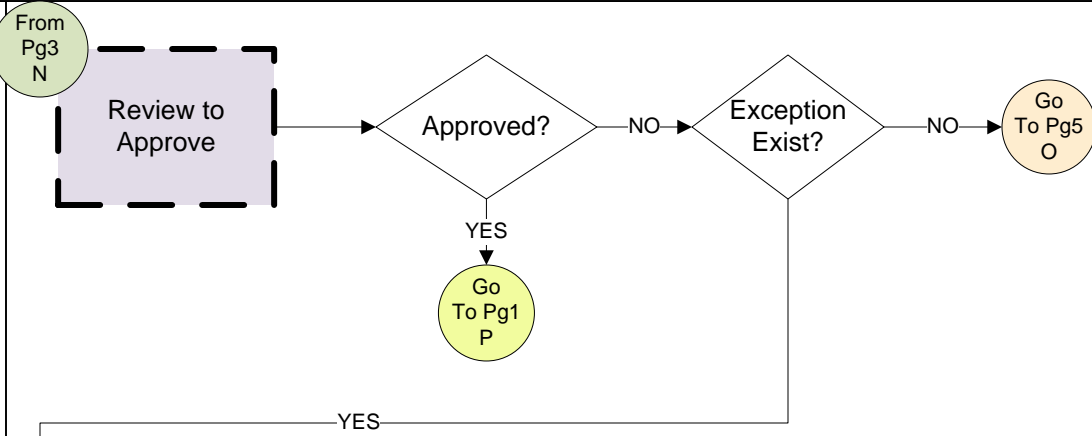 From
Pg3
N
Review to
Approve
Approved?
NO
Exception
Exist?
NO
Go
To Pg5
O
YES
Go
To Pg1
P
YES